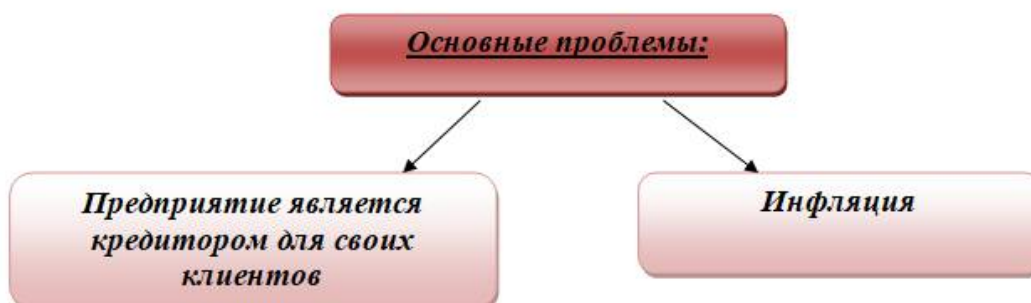 Основные проблемы:
Предприятие является
кредитором для своих
клиентов
Инфляция